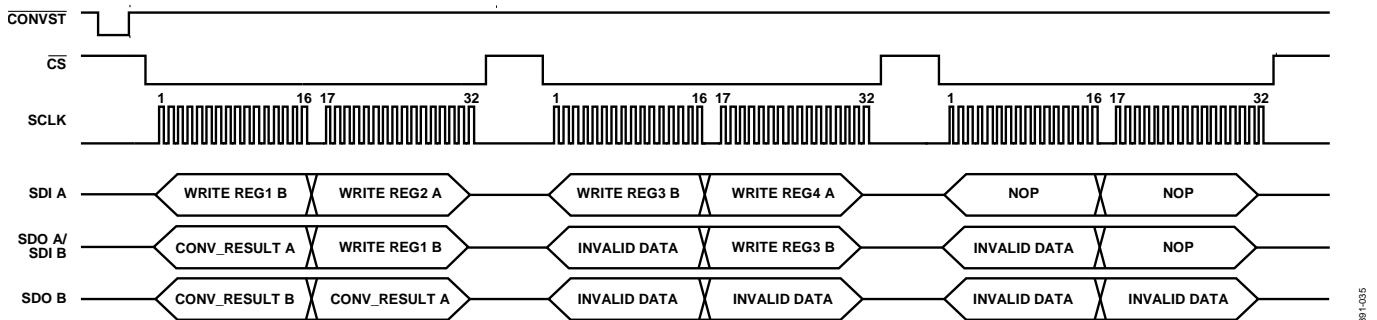 CONVST
CS
1 16 17 32 1 16 17 32 1 16 17 32
SCLK
SDI A WRITE REG1 B WRITE REG2 A WRITE REG3 B WRITE REG4 A NOP NOP
SDO A/
SDI B CONV_RESULT A WRITE REG1 B INVALID DATA WRITE REG3 B INVALID DATA NOP
SDO B CONV_RESULT B CONV_RESULT A INVALID DATA INVALID DATA INVALID DATA INVALID DATA